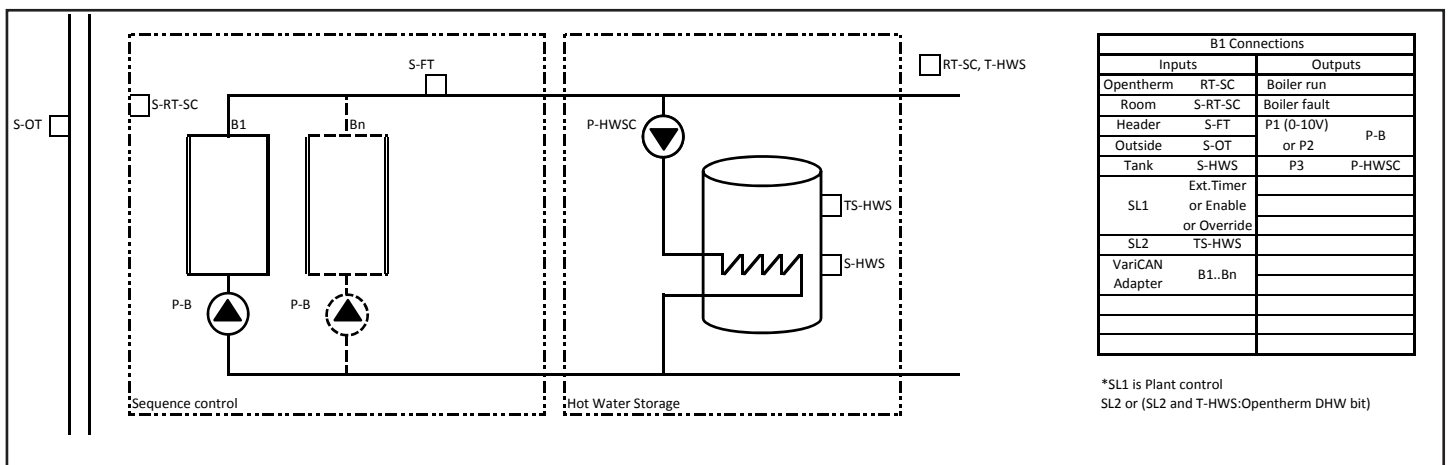 S-FT
RT-SC, T-HWS
S-RT-SC
S-OT
B1
Bn
P-HWSC
TS-HWS
S-HWS
P-B
P-B
Sequence control
Hot Water Storage
B1 Connections
Inputs Outputs
Opentherm RT-SC Boiler run
Room S-RT-SC Boiler fault
Header S-FT P1 (0-10V)
P-B
Outside S-OT or P2
Tank S-HWS P3 P-HWSC
Ext.Timer
SL1 or Enable
or Override
SL2 TS-HWS
VariCAN
B1..Bn
Adapter
*SL1 is Plant control
SL2 or (SL2 and T-HWS:Opentherm DHW bit)